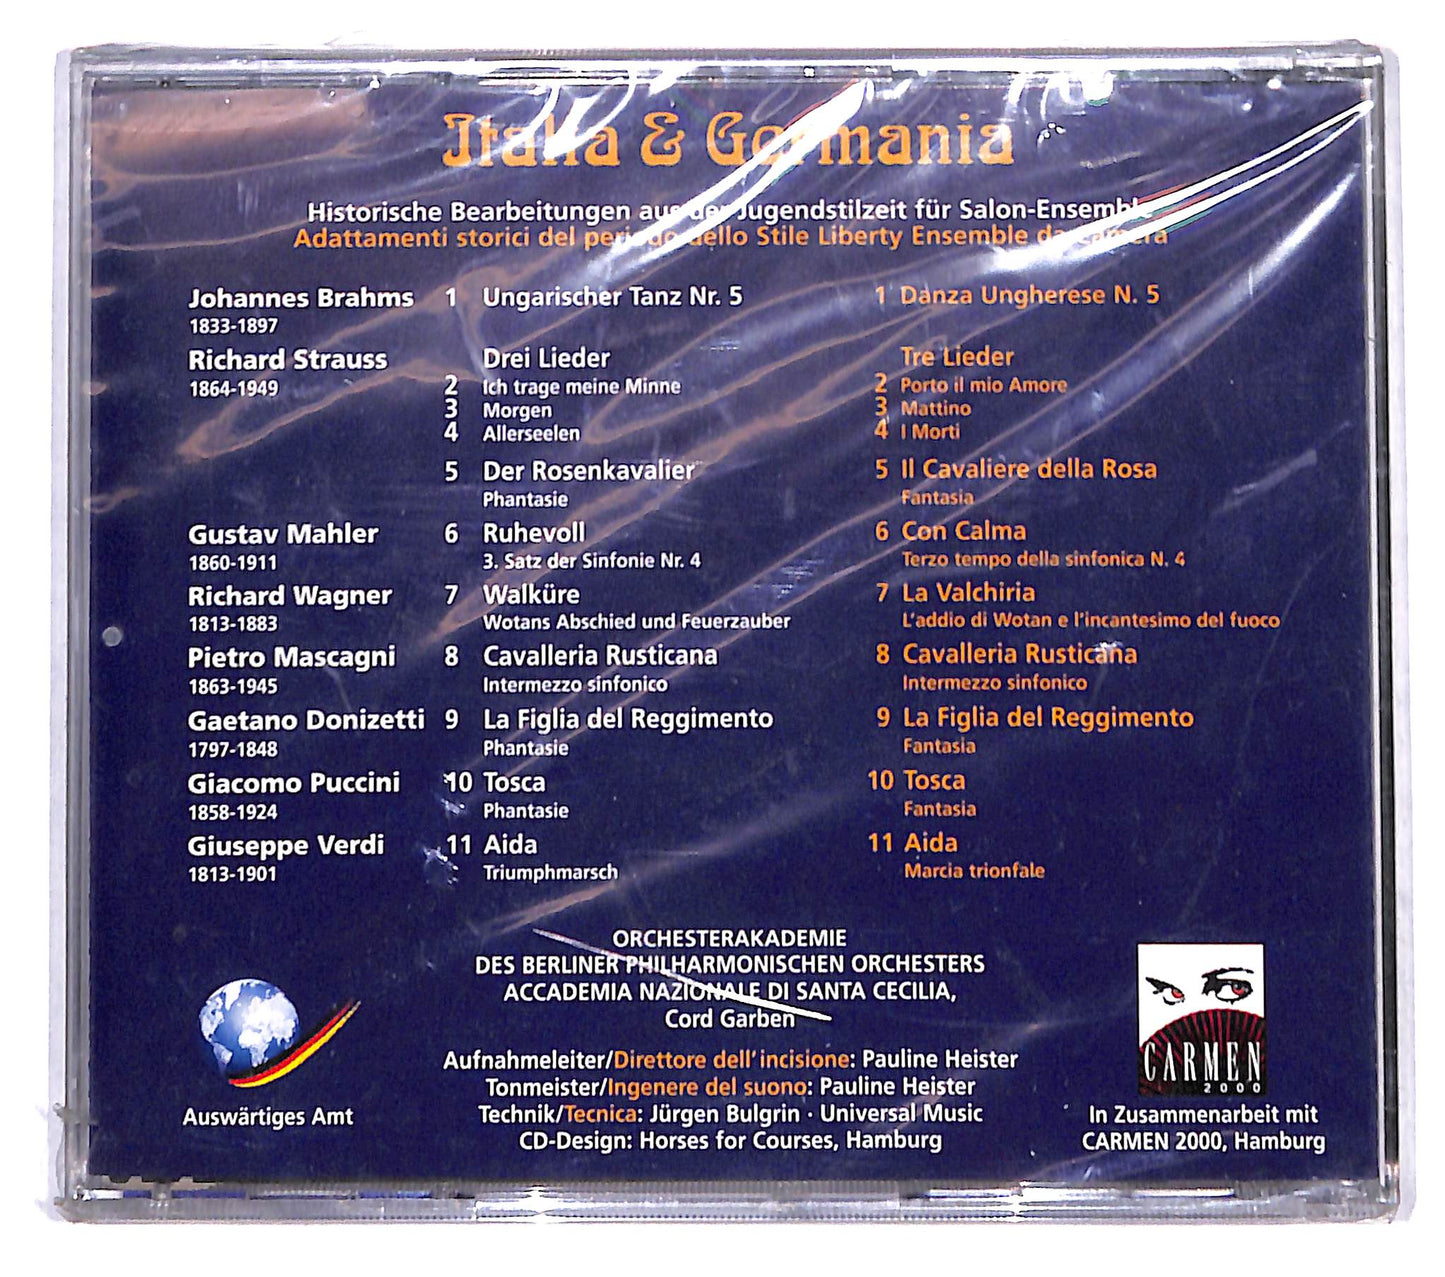 Italia & Germania
Historische Bearbeitungen aus der Jugendstilzeit für Salon-Ensemble
Adattamenti storici del periodo dello Stile Liberty Ensemble da camera
Johannes Brahms 1 Ungarischer Tanz Nr. 5 1 Danza Ungherese N. 5
1833-1897
Richard Strauss Drei Lieder Tre Lieder
1864-1949 2 Ich trage meine Minne 2 Porto il mio Amore
3 Morgen 3 Mattino
4 Allerseelen 4 I Morti
5 Der Rosenkavalier 5 Il Cavaliere della Rosa
Phantasie Fantasia
Gustav Mahler 6 Ruhevoll 6 Con Calma
1860-1911 3. Satz der Sinfonie Nr. 4 Terzo tempo della sinfonica N. 4
Richard Wagner 7 Walküre 7 La Valchiria
1813-1883 Wotans Abschied und Feuerzauber L'addio di Wotan e l'incantesimo del fuoco
Pietro Mascagni 8 Cavalleria Rusticana 8 Cavalleria Rusticana
1863-1945 Intermezzo sinfonico Intermezzo sinfonico
Gaetano Donizetti 9 La Figlia del Reggimento 9 La Figlia del Reggimento
1797-1848 Phantasie Fantasia
Giacomo Puccini 10 Tosca 10 Tosca
1858-1924 Phantasie Fantasia
Giuseppe Verdi 11 Aida 11 Aida
1813-1901 Triumphmarsch Marcia trionfale
ORCHESTERAKADEMIE
DES BERLINER PHILHARMONISCHEN ORCHESTERS
ACCADEMIA NAZIONALE DI SANTA CECILIA,
Cord Garben
Aufnahmeleiter/Direttore dell'incisione: Pauline Heister
Tonmeister/Ingenere del suono: Pauline Heister
Technik/Tecnica: Jürgen Bulgrin · Universal Music
CD-Design: Horses for Courses, Hamburg
Auswärtiges Amt
CARMEN
2000
In Zusammenarbeit mit
CARMEN 2000, Hamburg